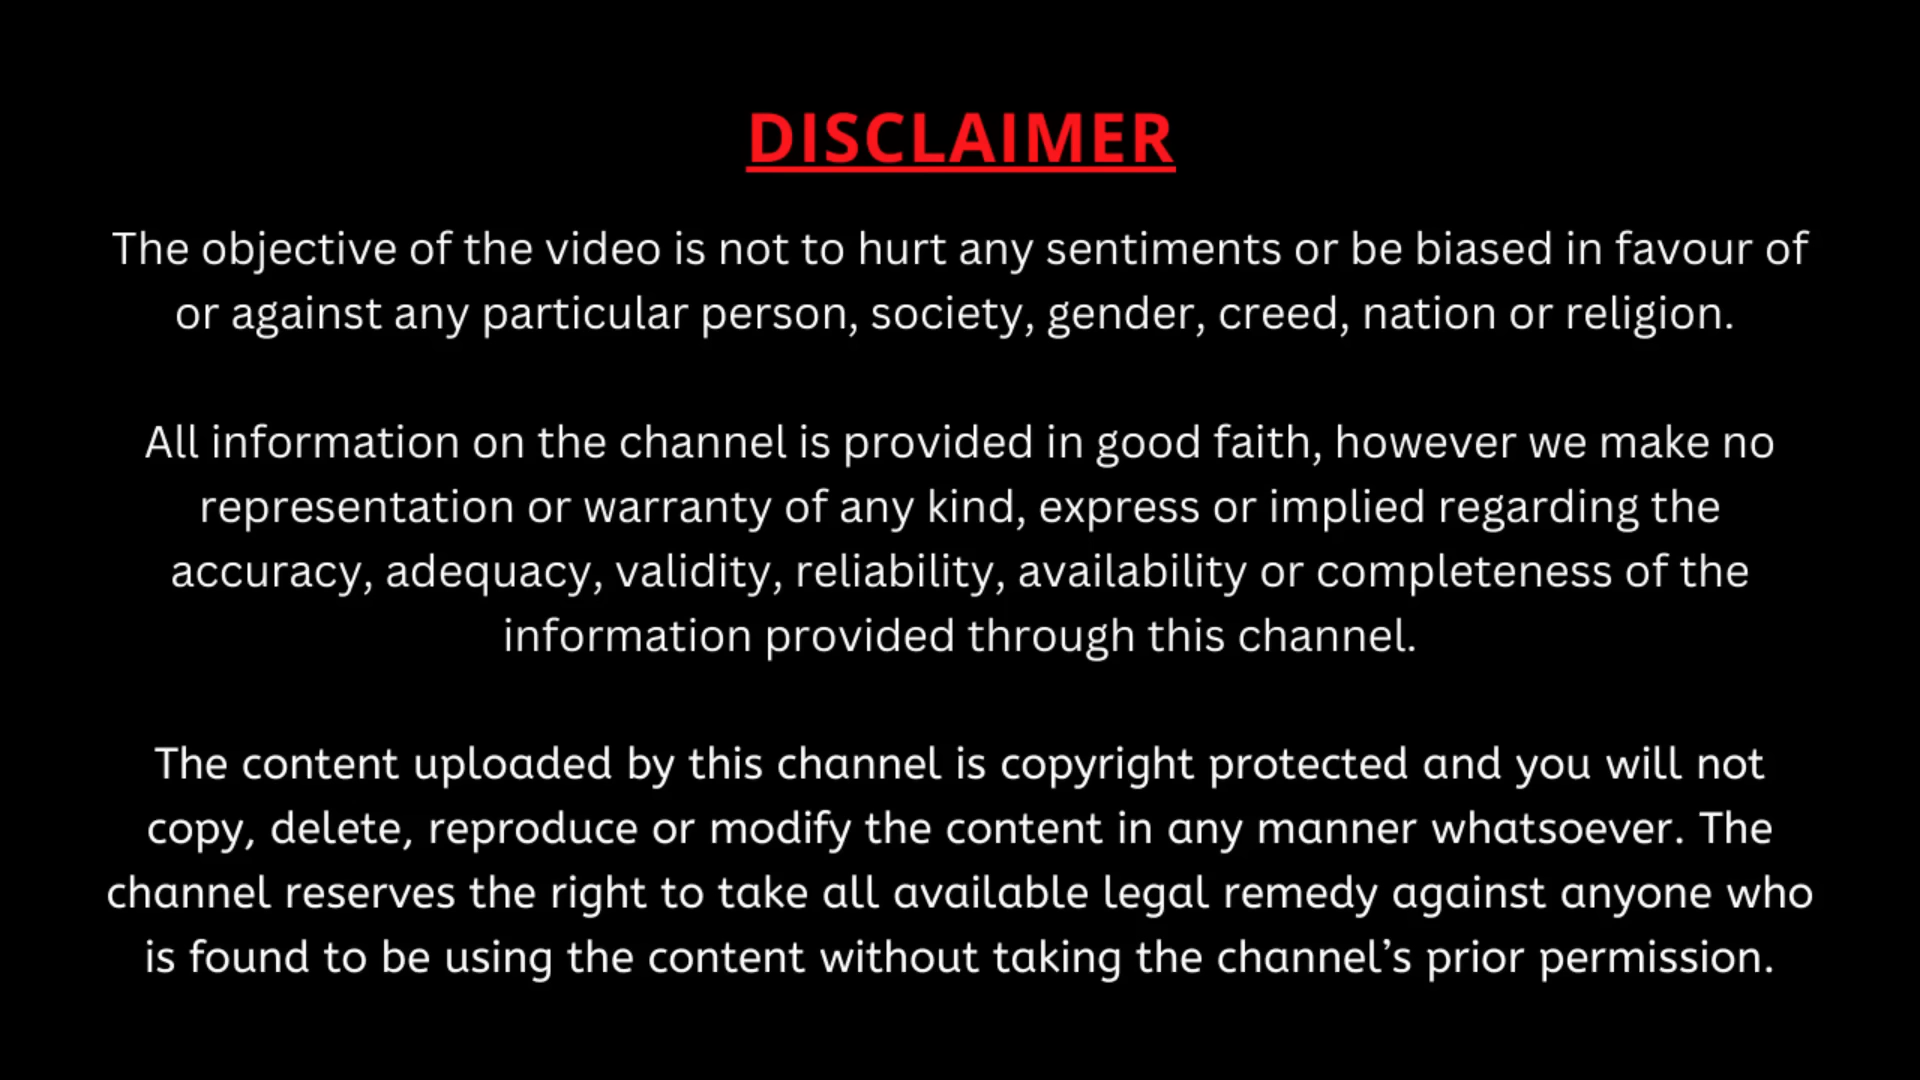 DISCLAIMER
The objective of the video is not to hurt any sentiments or be biased in favour of
or against any particular person, society, gender, creed, nation or religion.
All information on the channel is provided in good faith, however we make no
representation or warranty of any kind, express or implied regarding the
accuracy, adequacy, validity, reliability, availability or completeness of the
information provided through this channel.
The content uploaded by this channel is copyright protected and you will not
copy, delete, reproduce or modify the content in any manner whatsoever. The
channel reserves the right to take all available legal remedy against anyone who
is found to be using the content without taking the channel’s prior permission.